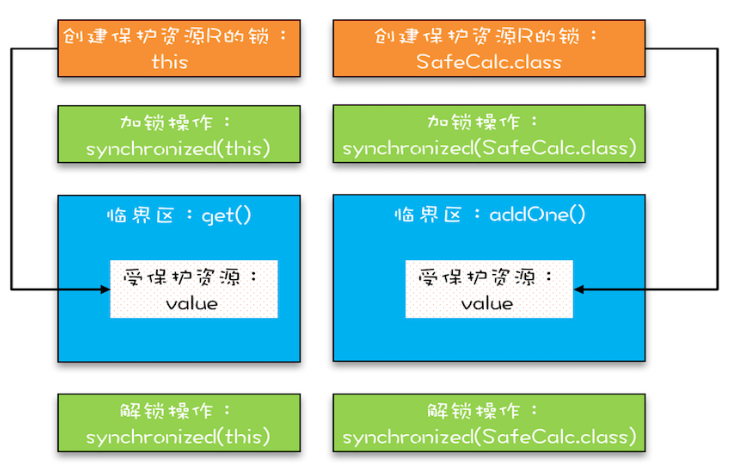 创建保护资源R的锁：
this
加锁操作：
synchronized(this)
临界区：get()
受保护资源：
value
解锁操作：
synchronized(this)
创建保护资源R的锁：
SafeCalc.class
加锁操作：
synchronized(SafeCalc.class)
临界区：addOne()
受保护资源：
value
解锁操作：
synchronized(SafeCalc.class)